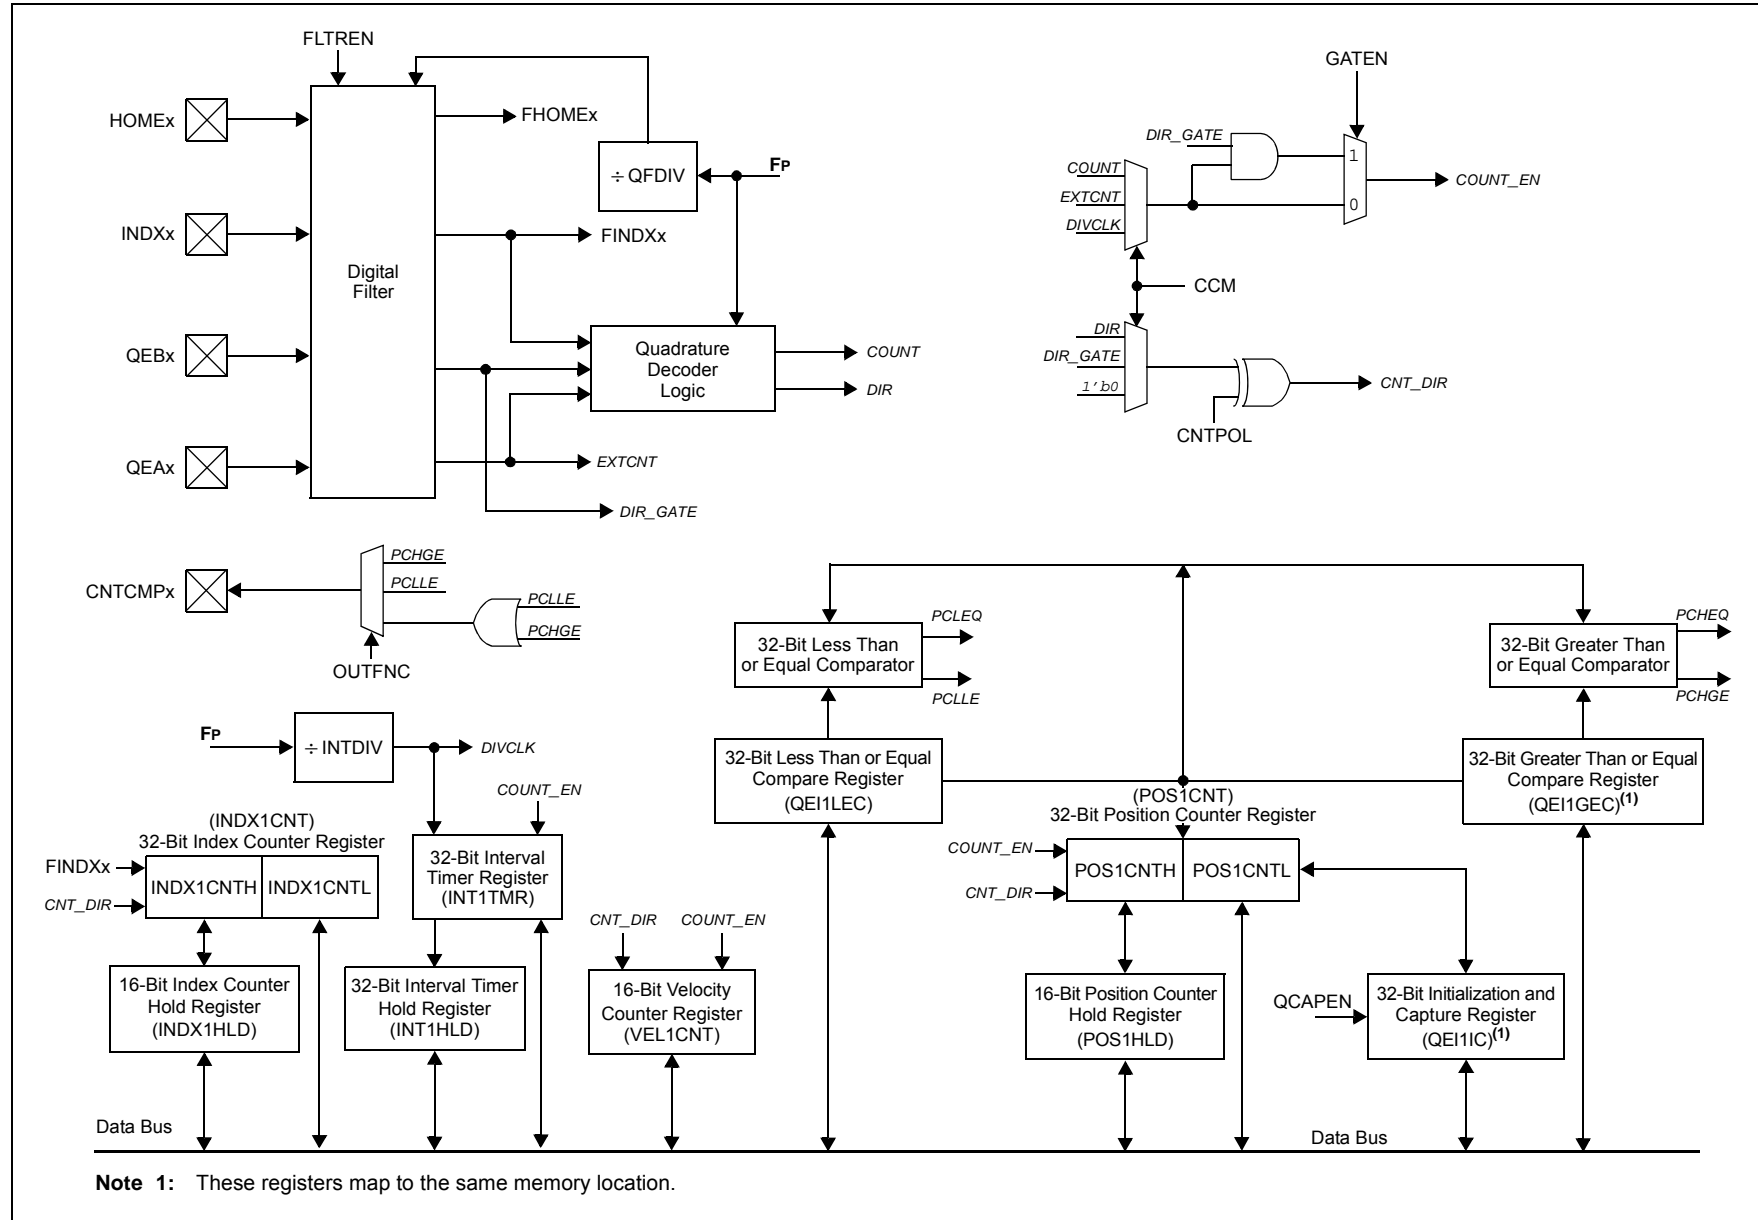 FLTREN
HOMEx
FHOMEx
÷ QFDIV
FP
INDXx
FINDXx
Digital
Filter
QEBx
Quadrature
Decoder
Logic
COUNT
DIR
QEAx
EXTCNT
DIR_GATE
GATEN
DIR_GATE
COUNT
EXTCNT
DIVCLK
1
0
COUNT_EN
CCM
DIR
DIR_GATE
1'b0
CNT_DIR
CNTPOL
CNTCMPx
PCHGE
PCLLE
PCLLE
PCHGE
OUTFNC
32-Bit Less Than
or Equal Comparator
PCLEQ
PCLLE
32-Bit Greater Than
or Equal Comparator
PCHEQ
PCHGE
FP
÷ INTDIV
DIVCLK
COUNT_EN
32-Bit Less Than or Equal
Compare Register
(QEI1LEC)
32-Bit Greater Than or Equal
Compare Register
(QEI1GEC)(1)
(INDX1CNT)
32-Bit Index Counter Register
FINDXx
CNT_DIR
INDX1CNTH
INDX1CNTL
32-Bit Interval
Timer Register
(INT1TMR)
(POS1CNT)
32-Bit Position Counter Register
COUNT_EN
CNT_DIR
POS1CNTH
POS1CNTL
CNT_DIR
COUNT_EN
16-Bit Index Counter
Hold Register
(INDX1HLD)
32-Bit Interval Timer
Hold Register
(INT1HLD)
16-Bit Velocity
Counter Register
(VEL1CNT)
16-Bit Position Counter
Hold Register
(POS1HLD)
QCAPEN
32-Bit Initialization and
Capture Register
(QEI1IC)(1)
Data Bus
Data Bus
Note 1: These registers map to the same memory location.